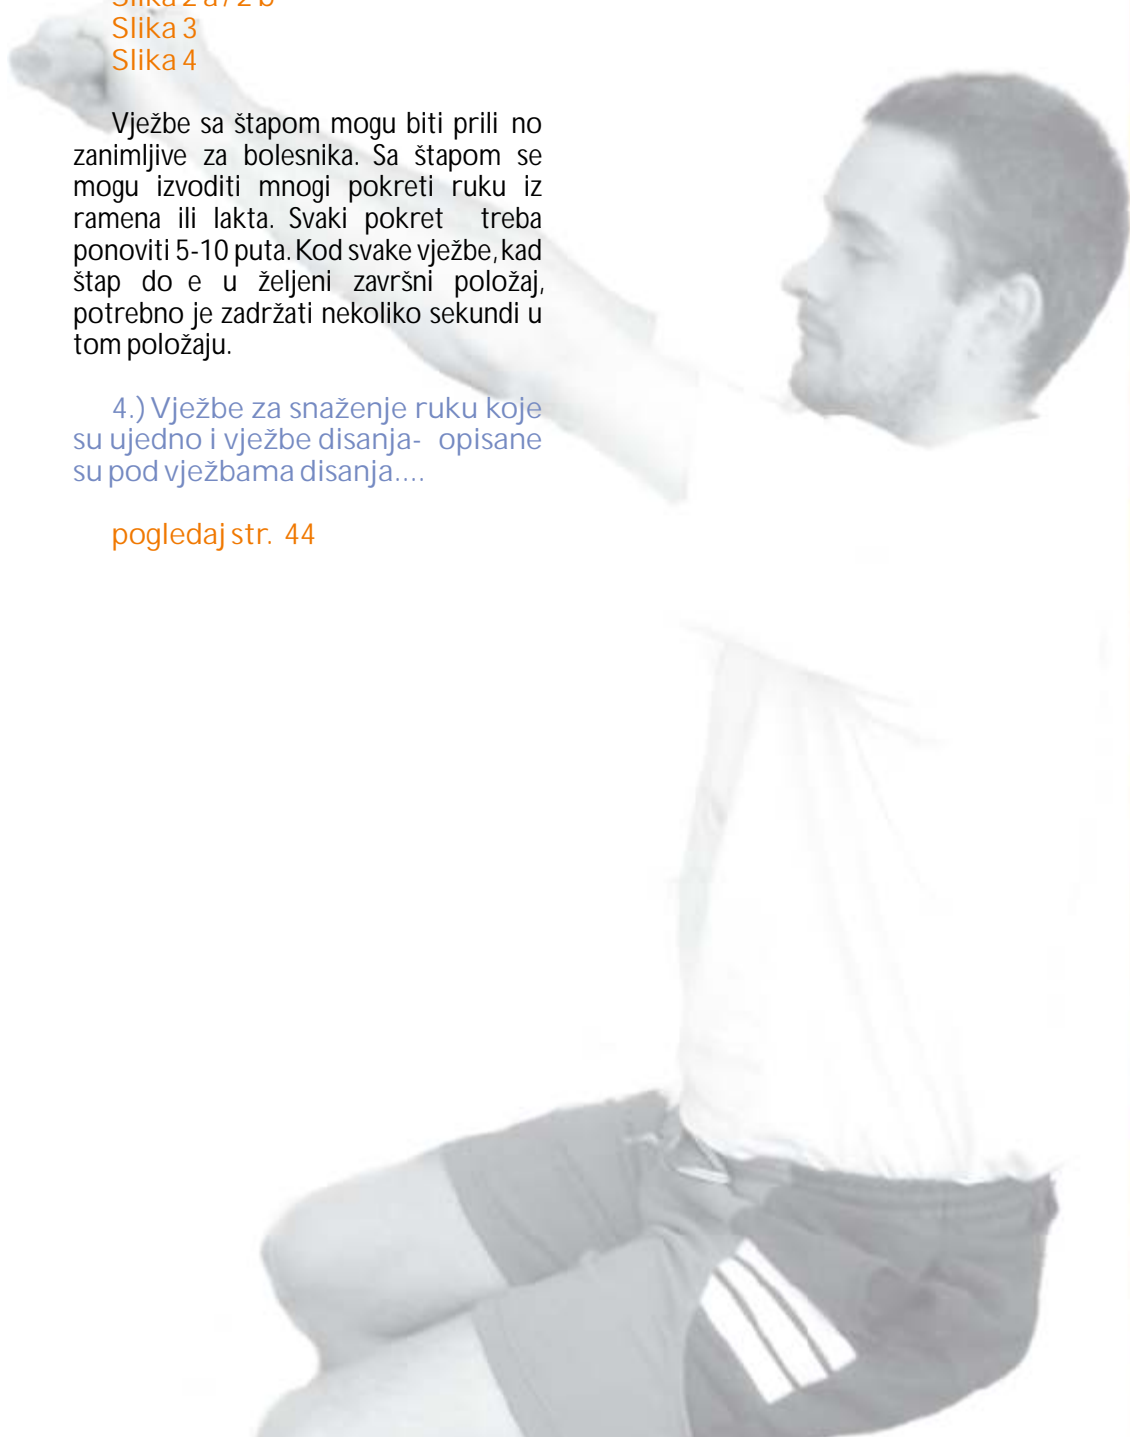 Slika 2 a / 2 b
Slika 3
Slika 4
Vježbe sa štapom mogu biti prili no
zanimljive za bolesnika. Sa štapom se
mogu izvoditi mnogi pokreti ruku iz
ramena ili lakta. Svaki pokret treba
ponoviti 5-10 puta. Kod svake vježbe, kad
štap do e u željeni završni položaj,
potrebno je zadržati nekoliko sekundi u
tom položaju.
4.) Vježbe za snaženje ruku koje
su ujedno i vježbe disanja- opisane
su pod vježbama disanja....
pogledaj str. 44